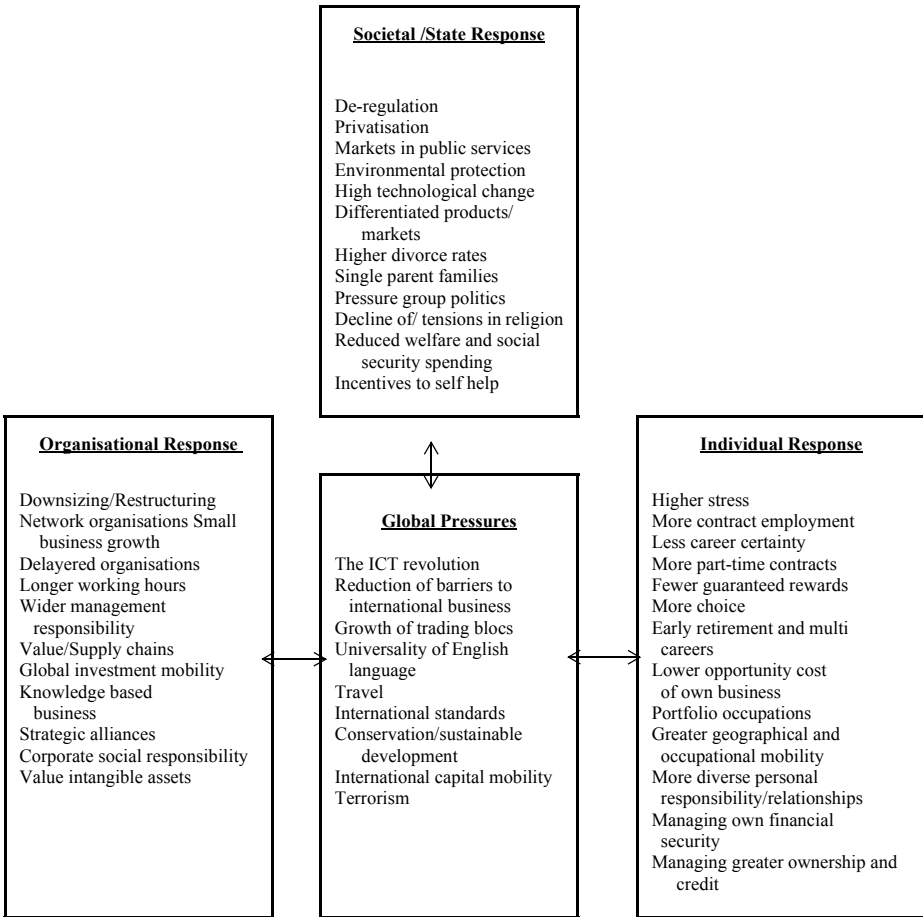 Societal /State Response
De-regulation
Privatisation
Markets in public services
Environmental protection
High technological change
Differentiated products/
markets
Higher divorce rates
Single parent families
Pressure group politics
Decline of/ tensions in religion
Reduced welfare and social
security spending
Incentives to self help
Organisational Response
Downsizing/Restructuring
Network organisations Small
business growth
Delayered organisations
Longer working hours
Wider management
responsibility
Value/Supply chains
Global investment mobility
Knowledge based
business
Strategic alliances
Corporate social responsibility
Value intangible assets
Global Pressures
The ICT revolution
Reduction of barriers to
international business
Growth of trading blocs
Universality of English
language
Travel
International standards
Conservation/sustainable
development
International capital mobility
Terrorism
Individual Response
Higher stress
More contract employment
Less career certainty
More part-time contracts
Fewer guaranteed rewards
More choice
Early retirement and multi
careers
Lower opportunity cost
of own business
Portfolio occupations
Greater geographical and
occupational mobility
More diverse personal
responsibility/relationships
Managing own financial
security
Managing greater ownership and
credit